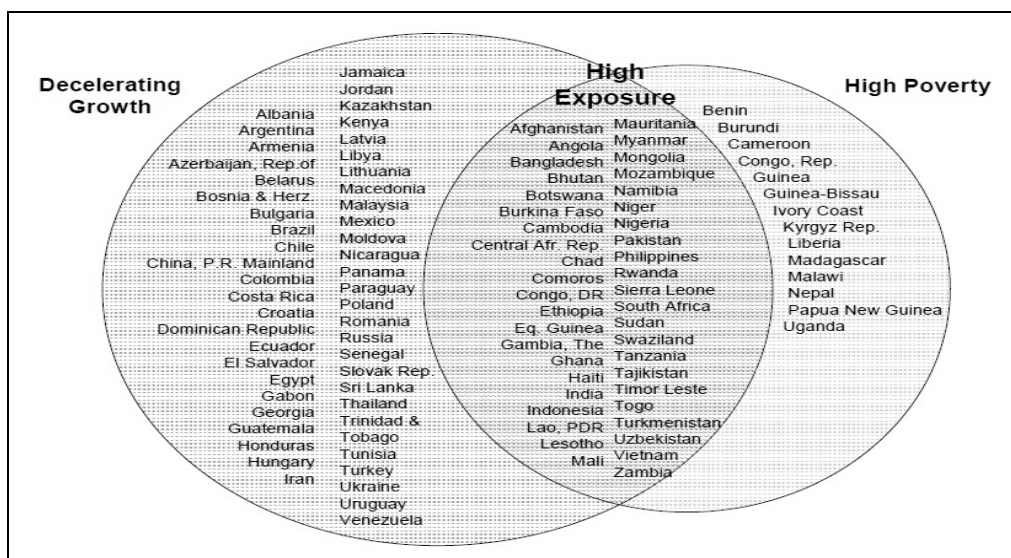 Decelerating
Growth
High
Exposure
High Poverty
Albania
Argentina
Armenia
Azerbaijan, Rep.of
Belarus
Bosnia & Herz.
Bulgaria
Brazil
Chile
China, P.R. Mainland
Colombia
Costa Rica
Croatia
Dominican Republic
Ecuador
El Salvador
Egypt
Gabon
Georgia
Guatemala
Honduras
Hungary
Iran
Jamaica
Jordan
Kazakhstan
Kenya
Latvia
Libya
Lithuania
Macedonia
Malaysia
Mexico
Moldova
Nicaragua
Panama
Paraguay
Poland
Romania
Russia
Senegal
Slovak Rep.
Sri Lanka
Thailand
Trinidad &
Tobago
Tunisia
Turkey
Ukraine
Uruguay
Venezuela
Afghanistan
Angola
Bangladesh
Bhutan
Botswana
Burkina Faso
Cambodia
Central Afr. Rep.
Chad
Comoros
Congo, DR
Ethiopia
Eq. Guinea
Gambia, The
Ghana
Haiti
India
Indonesia
Lao, PDR
Lesotho
Mali
Mauritania
Myanmar
Mongolia
Mozambique
Namibia
Niger
Nigeria
Pakistan
Philippines
Rwanda
Sierra Leone
South Africa
Sudan
Swaziland
Tanzania
Tajikistan
Timor Leste
Togo
Turkmenistan
Uzbekistan
Vietnam
Zambia
Benin
Burundi
Cameroon
Congo, Rep.
Guinea
Guinea-Bissau
Ivory Coast
Kyrgyz Rep.
Liberia
Madagascar
Malawi
Nepal
Papua New Guinea
Uganda